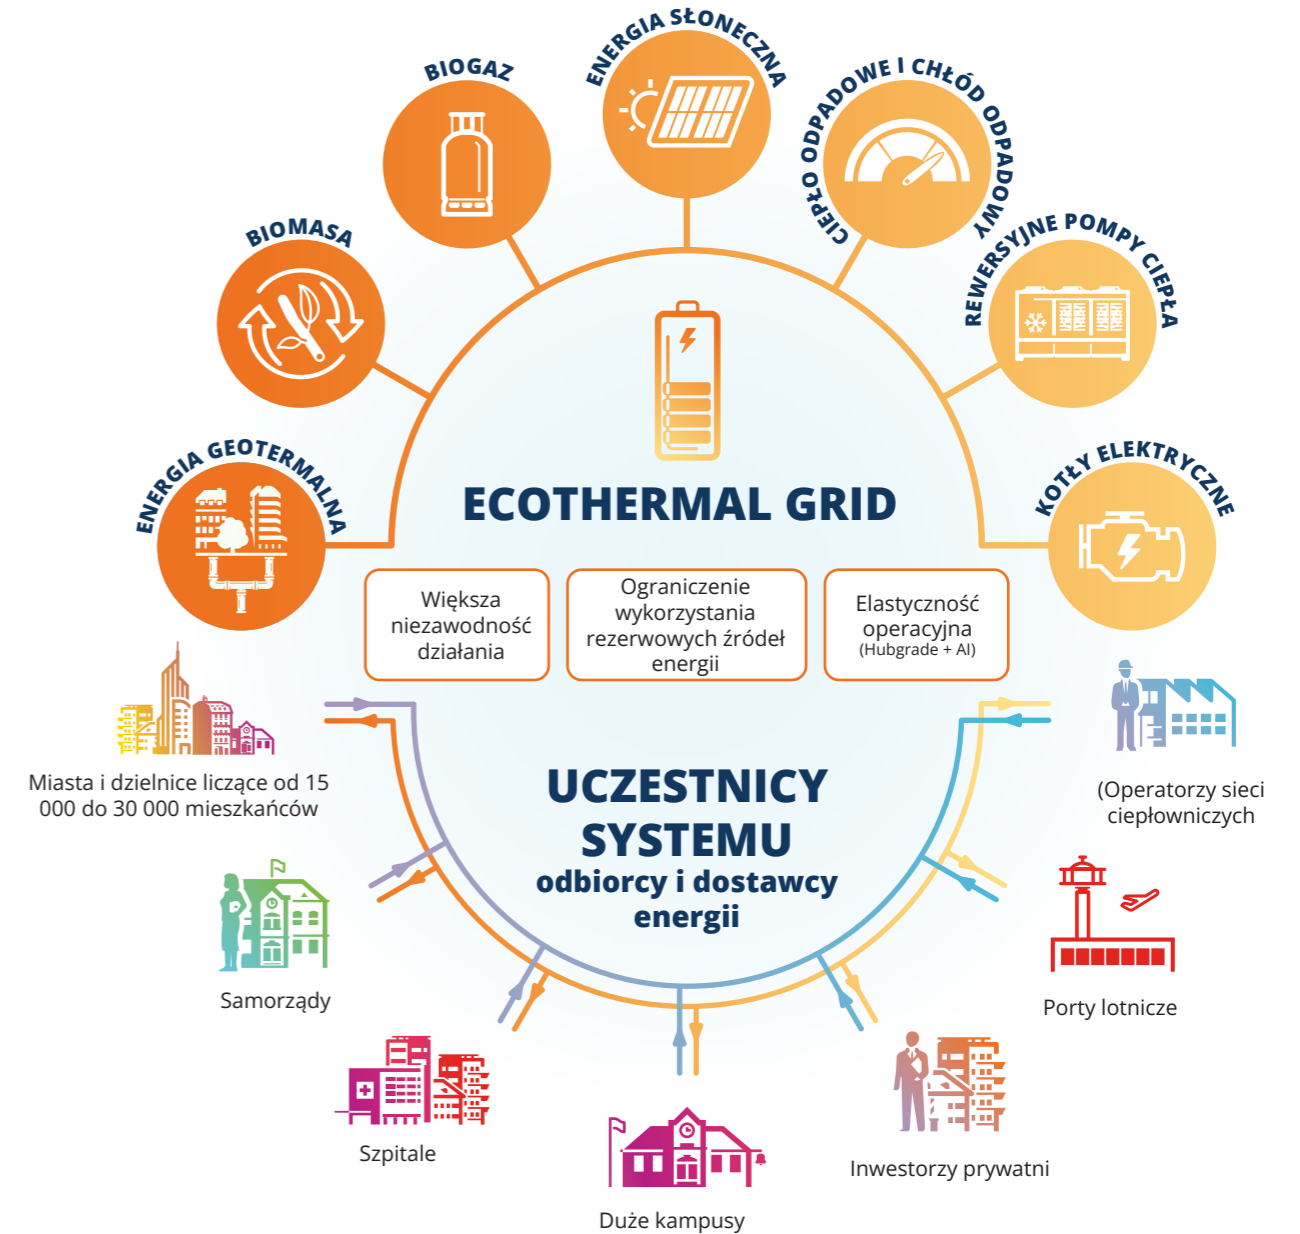 ENERGIA GEOTERMALNA
BIOMASA
BIOGAZ
ENERGIA SŁONECZNA
CIEPŁO ODPADOWE I CHŁÓD ODPADOWY
REWERSYJNE POMPY CIEPŁA
KOTŁY ELEKTRYCZNE
ECOTHERMAL GRID
Większa
niezawodność
działania
Ograniczenie
wykorzystania
rezerwowych źródeł
energii
Elastyczność
operacyjna
(Hubgrade + AI)
UCZESTNICY
SYSTEMU
odbiorcy i dostawcy
energii
Miasta i dzielnice liczące od 15
000 do 30 000 mieszkańców
Samorządy
Szpitale
Duże kampusy
Inwestorzy prywatni
Porty lotnicze
(Operatorzy sieci
ciepłowniczych